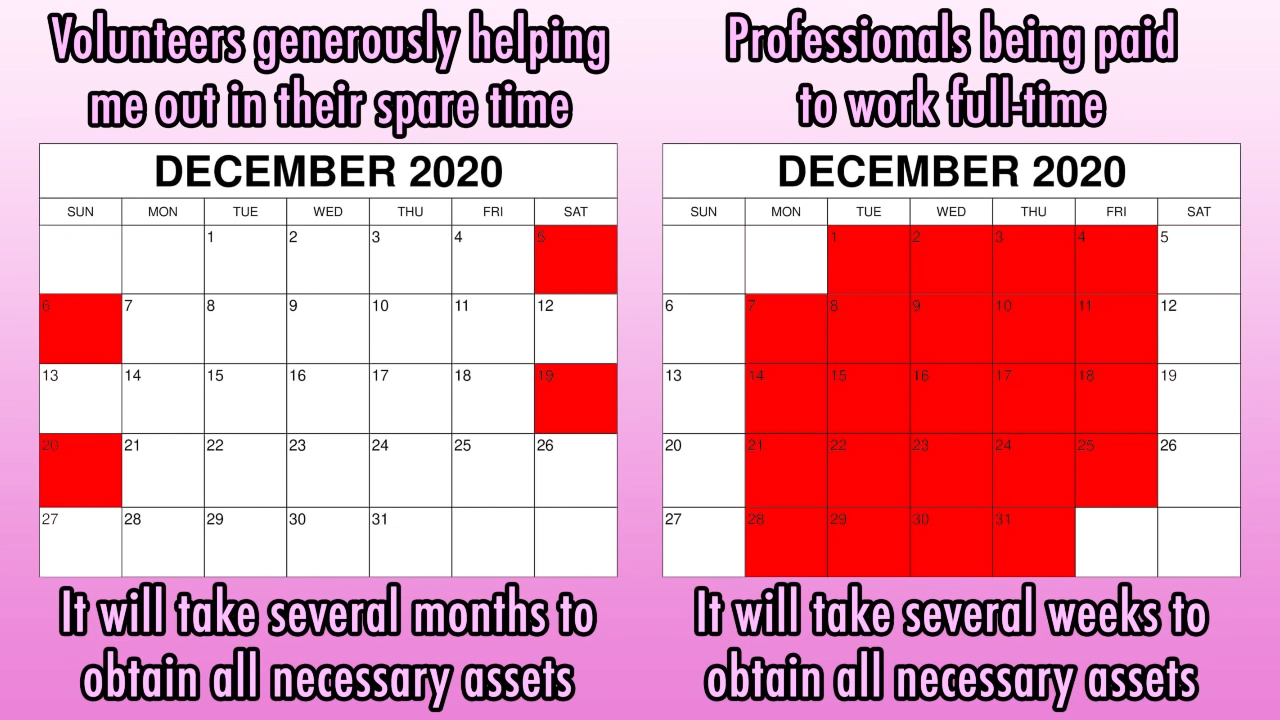 Volunteers generously helping
me out in their spare time
DECEMBER 2020
SUN MON TUE WED THU FRI SAT
1 2 3 4 5
6 7 8 9 10 11 12
13 14 15 16 17 18 19
20 21 22 23 24 25 26
27 28 29 30 31
It will take several months to
obtain all necessary assets
Professionals being paid
to work full-time
DECEMBER 2020
SUN MON TUE WED THU FRI SAT
1 2 3 4 5
6 7 8 9 10 11 12
13 14 15 16 17 18 19
20 21 22 23 24 25 26
27 28 29 30 31
It will take several weeks to
obtain all necessary assets